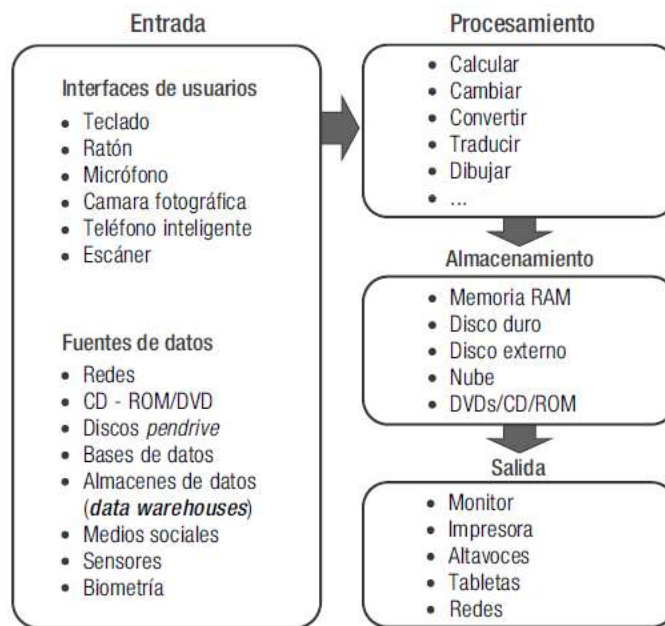 Entrada
Interfaces de usuarios
• Teclado
• Ratón
• Micrófono
• Camara fotográfica
• Teléfono inteligente
• Escáner
Fuentes de datos
• Redes
• CD - ROM/DVD
• Discos pendrive
• Bases de datos
• Almacenes de datos
(data warehouses)
• Medios sociales
• Sensores
• Biometría
Procesamiento
• Calcular
• Cambiar
• Convertir
• Traducir
• Dibujar
• ...
Almacenamiento
• Memoria RAM
• Disco duro
• Disco externo
• Nube
• DVDs/CD/ROM
Salida
• Monitor
• Impresora
• Altavoces
• Tabletas
• Redes